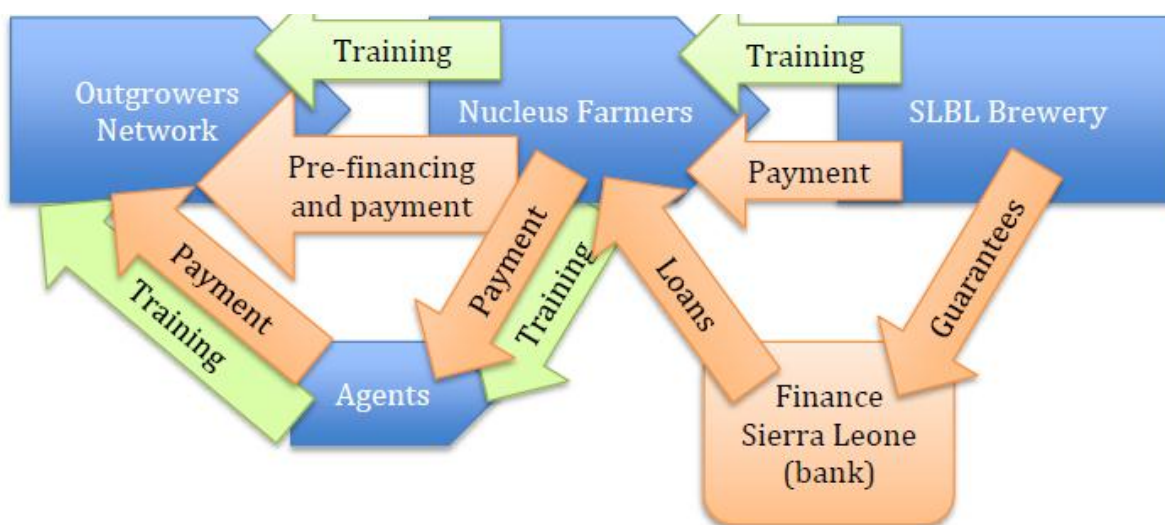 Training
Training
Outgrowers
Network
Nucleus Farmers
SLBL Brewery
Pre-financing
and payment
Payment
Payment
Training
Payment
Training
Loans
Guarantees
Agents
Finance
Sierra Leone
(bank)